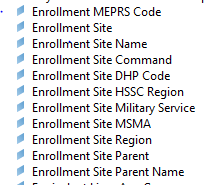 Enrollment MEPRS Code
Enrollment Site
Enrollment Site Name
Enrollment Site Command
Enrollment Site DHP Code
Enrollment Site HSSC Region
Enrollment Site Military Service
Enrollment Site MSMA
Enrollment Site Region
Enrollment Site Parent
Enrollment Site Parent Name